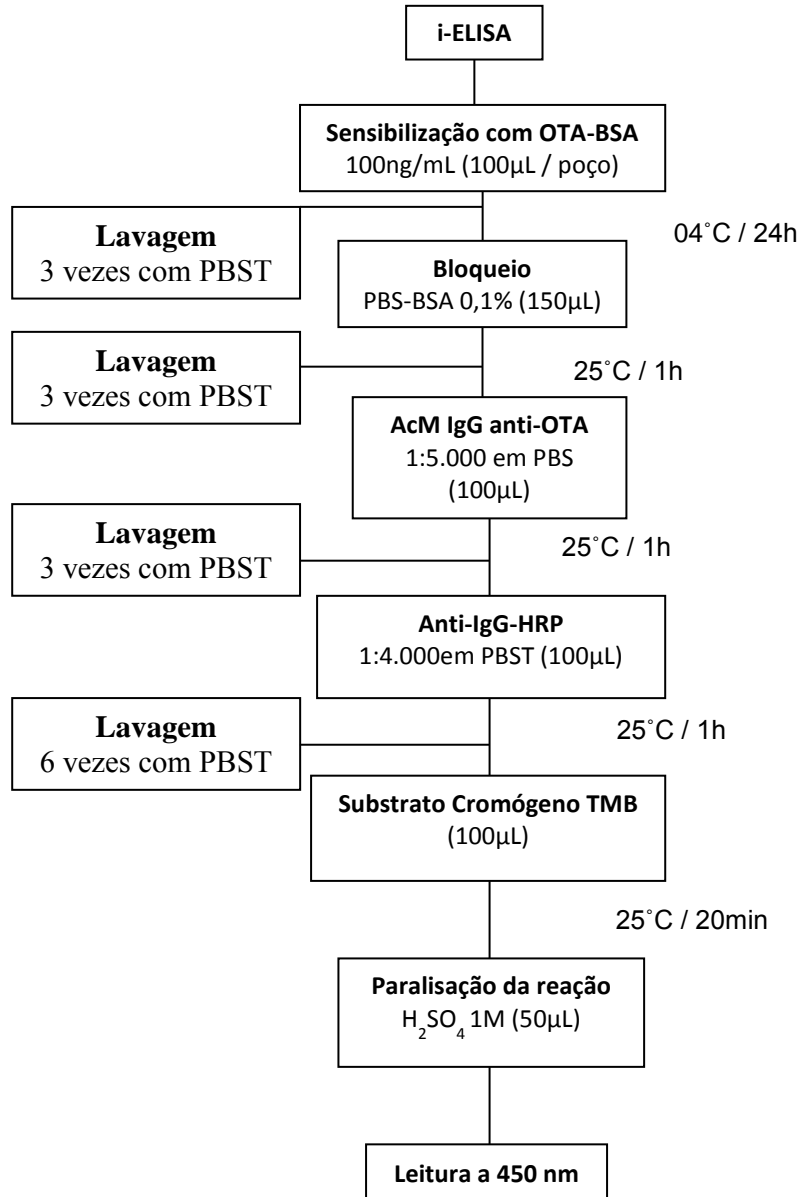 i-ELISA
Sensibilização com OTA-BSA
100ng/mL (100µL / poço)
Lavagem
3 vezes com PBST
04˚C / 24h
Bloqueio
PBS-BSA 0,1% (150µL)
Lavagem
3 vezes com PBST
25˚C / 1h
AcM IgG anti-OTA
1:5.000 em PBS
(100µL)
Lavagem
3 vezes com PBST
25˚C / 1h
Anti-IgG-HRP
1:4.000em PBST (100µL)
Lavagem
6 vezes com PBST
25˚C / 1h
Substrato Cromógeno TMB
(100µL)
25˚C / 20min
Paralisação da reação
H₂SO₄ 1M (50µL)
Leitura a 450 nm